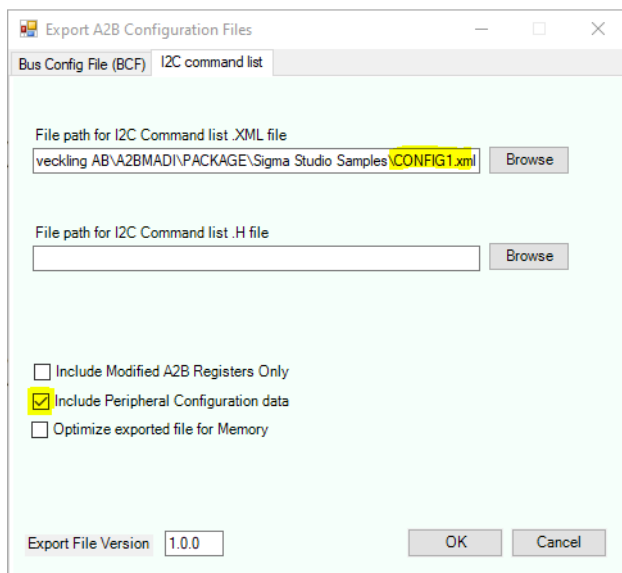 Export A2B Configuration Files
Bus Config File (BCF) I2C command list
File path for I2C Command list .XML file
veckling AB\A2BMADI\PACKAGE\Sigma Studio Samples\CONFIG1.xml Browse
File path for I2C Command list .H file
Browse
Include Modified A2B Registers Only
Include Peripheral Configuration data
Optimize exported file for Memory
Export File Version 1.0.0 OK Cancel